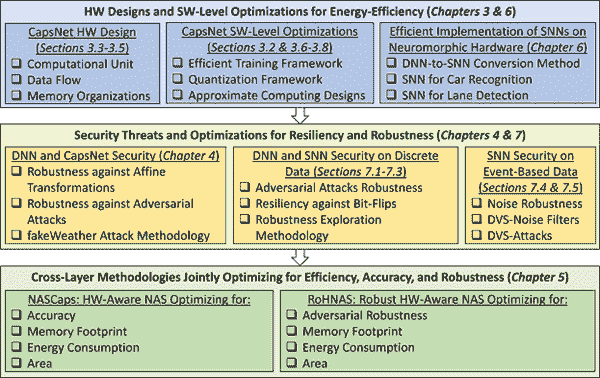 HW Designs and SW-Level Optimizations for Energy-Efficiency (Chapters 3 & 6)
CapsNet HW Design
(Sections 3.3-3.5)
❑ Computational Unit
❑ Data Flow
❑ Memory Organizations
CapsNet SW-Level Optimizations
(Sections 3.2 & 3.6-3.8)
❑ Efficient Training Framework
❑ Quantization Framework
❑ Approximate Computing Designs
Efficient Implementation of SNNs on
Neuromorphic Hardware (Chapter 6)
❑ DNN-to-SNN Conversion Method
❑ SNN for Car Recognition
❑ SNN for Lane Detection
Security Threats and Optimizations for Resiliency and Robustness (Chapters 4 & 7)
DNN and CapsNet Security (Chapter 4)
❑ Robustness against Affine
Transformations
❑ Robustness against Adversarial
Attacks
❑ fakeWeather Attack Methodology
DNN and SNN Security on Discrete
Data (Sections 7.1-7.3)
❑ Adversarial Attacks Robustness
❑ Resiliency against Bit-Flips
❑ Robustness Exploration
Methodology
SNN Security on
Event-Based Data
(Sections 7.4 & 7.5)
❑ Noise Robustness
❑ DVS-Noise Filters
❑ DVS-Attacks
Cross-Layer Methodologies Jointly Optimizing for Efficiency, Accuracy, and Robustness (Chapter 5)
NASCaps: HW-Aware NAS Optimizing for:
❑ Accuracy
❑ Memory Footprint
❑ Energy Consumption
❑ Area
RoHNAS: Robust HW-Aware NAS Optimizing for:
❑ Adversarial Robustness
❑ Memory Footprint
❑ Energy Consumption
❑ Area